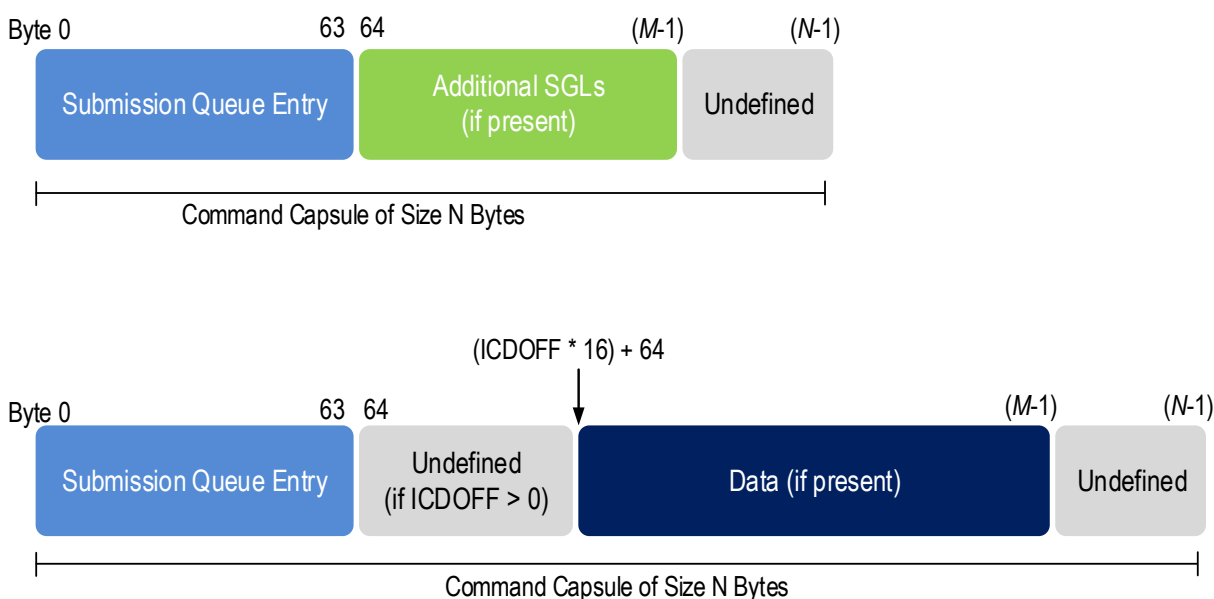 Byte 0 63 64 (M-1) (N-1)
Submission Queue Entry
Additional SGLs
(if present)
Undefined
Command Capsule of Size N Bytes
(ICDOFF * 16) + 64
Byte 0 63 64 (M-1) (N-1)
Submission Queue Entry
Undefined
(if ICDOFF > 0)
Data (if present)
Undefined
Command Capsule of Size N Bytes